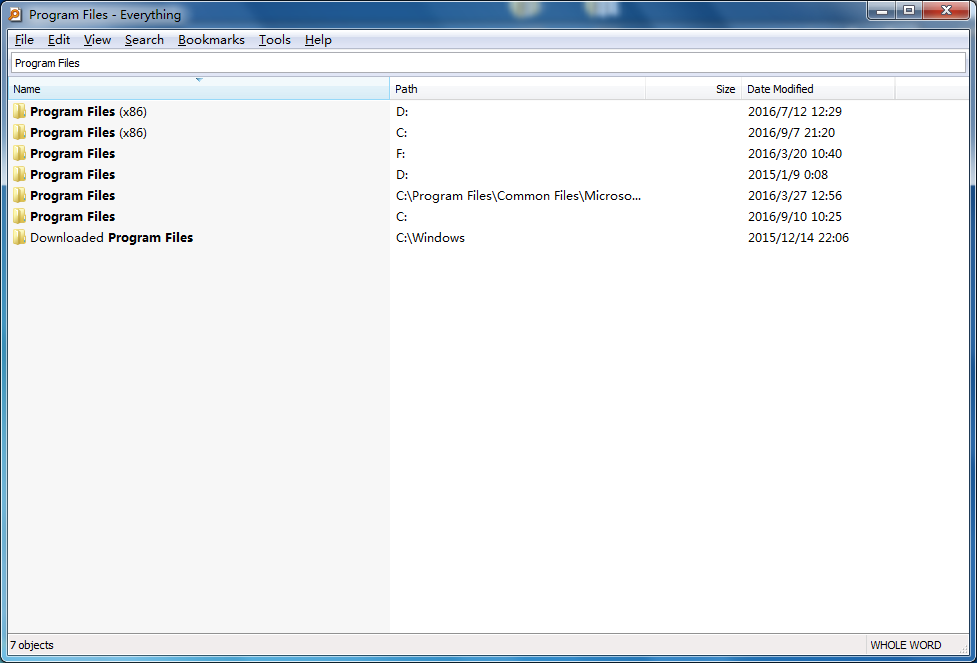 Program Files - Everything
File Edit View Search Bookmarks Tools Help
Program Files
Name Path Size Date Modified
Program Files (x86) D: 2016/7/12 12:29
Program Files (x86) C: 2016/9/7 21:20
Program Files F: 2016/3/20 10:40
Program Files D: 2015/1/9 0:08
Program Files C:\Program Files\Common Files\Microso... 2016/3/27 12:56
Program Files C: 2016/9/10 10:25
Downloaded Program Files C:\Windows 2015/12/14 22:06
7 objects WHOLE WORD